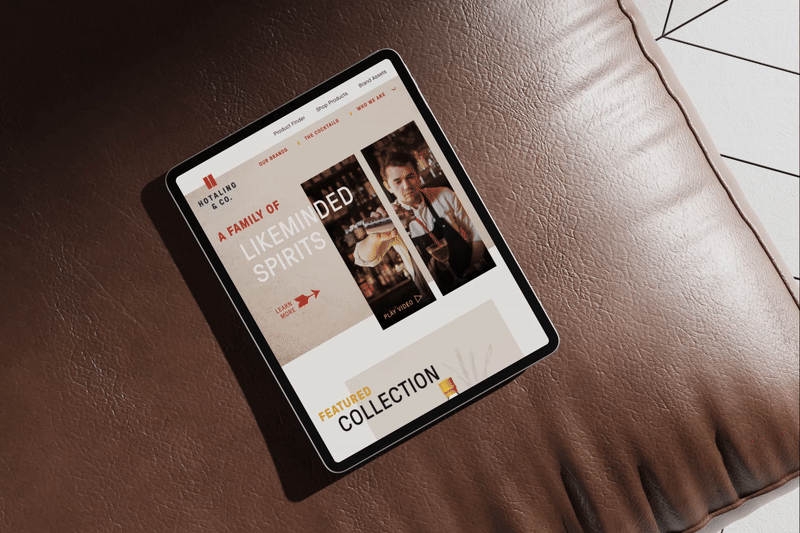 Product Finder
Shop Products
Brand Assets
OUR BRANDS
THE COCKTAILS
WHO WE ARE
HOTALING
& CO.
A FAMILY OF
LIKEMINDED
SPIRITS
LEARN
MORE
PLAY VIDEO
FEATURED
COLLECTION